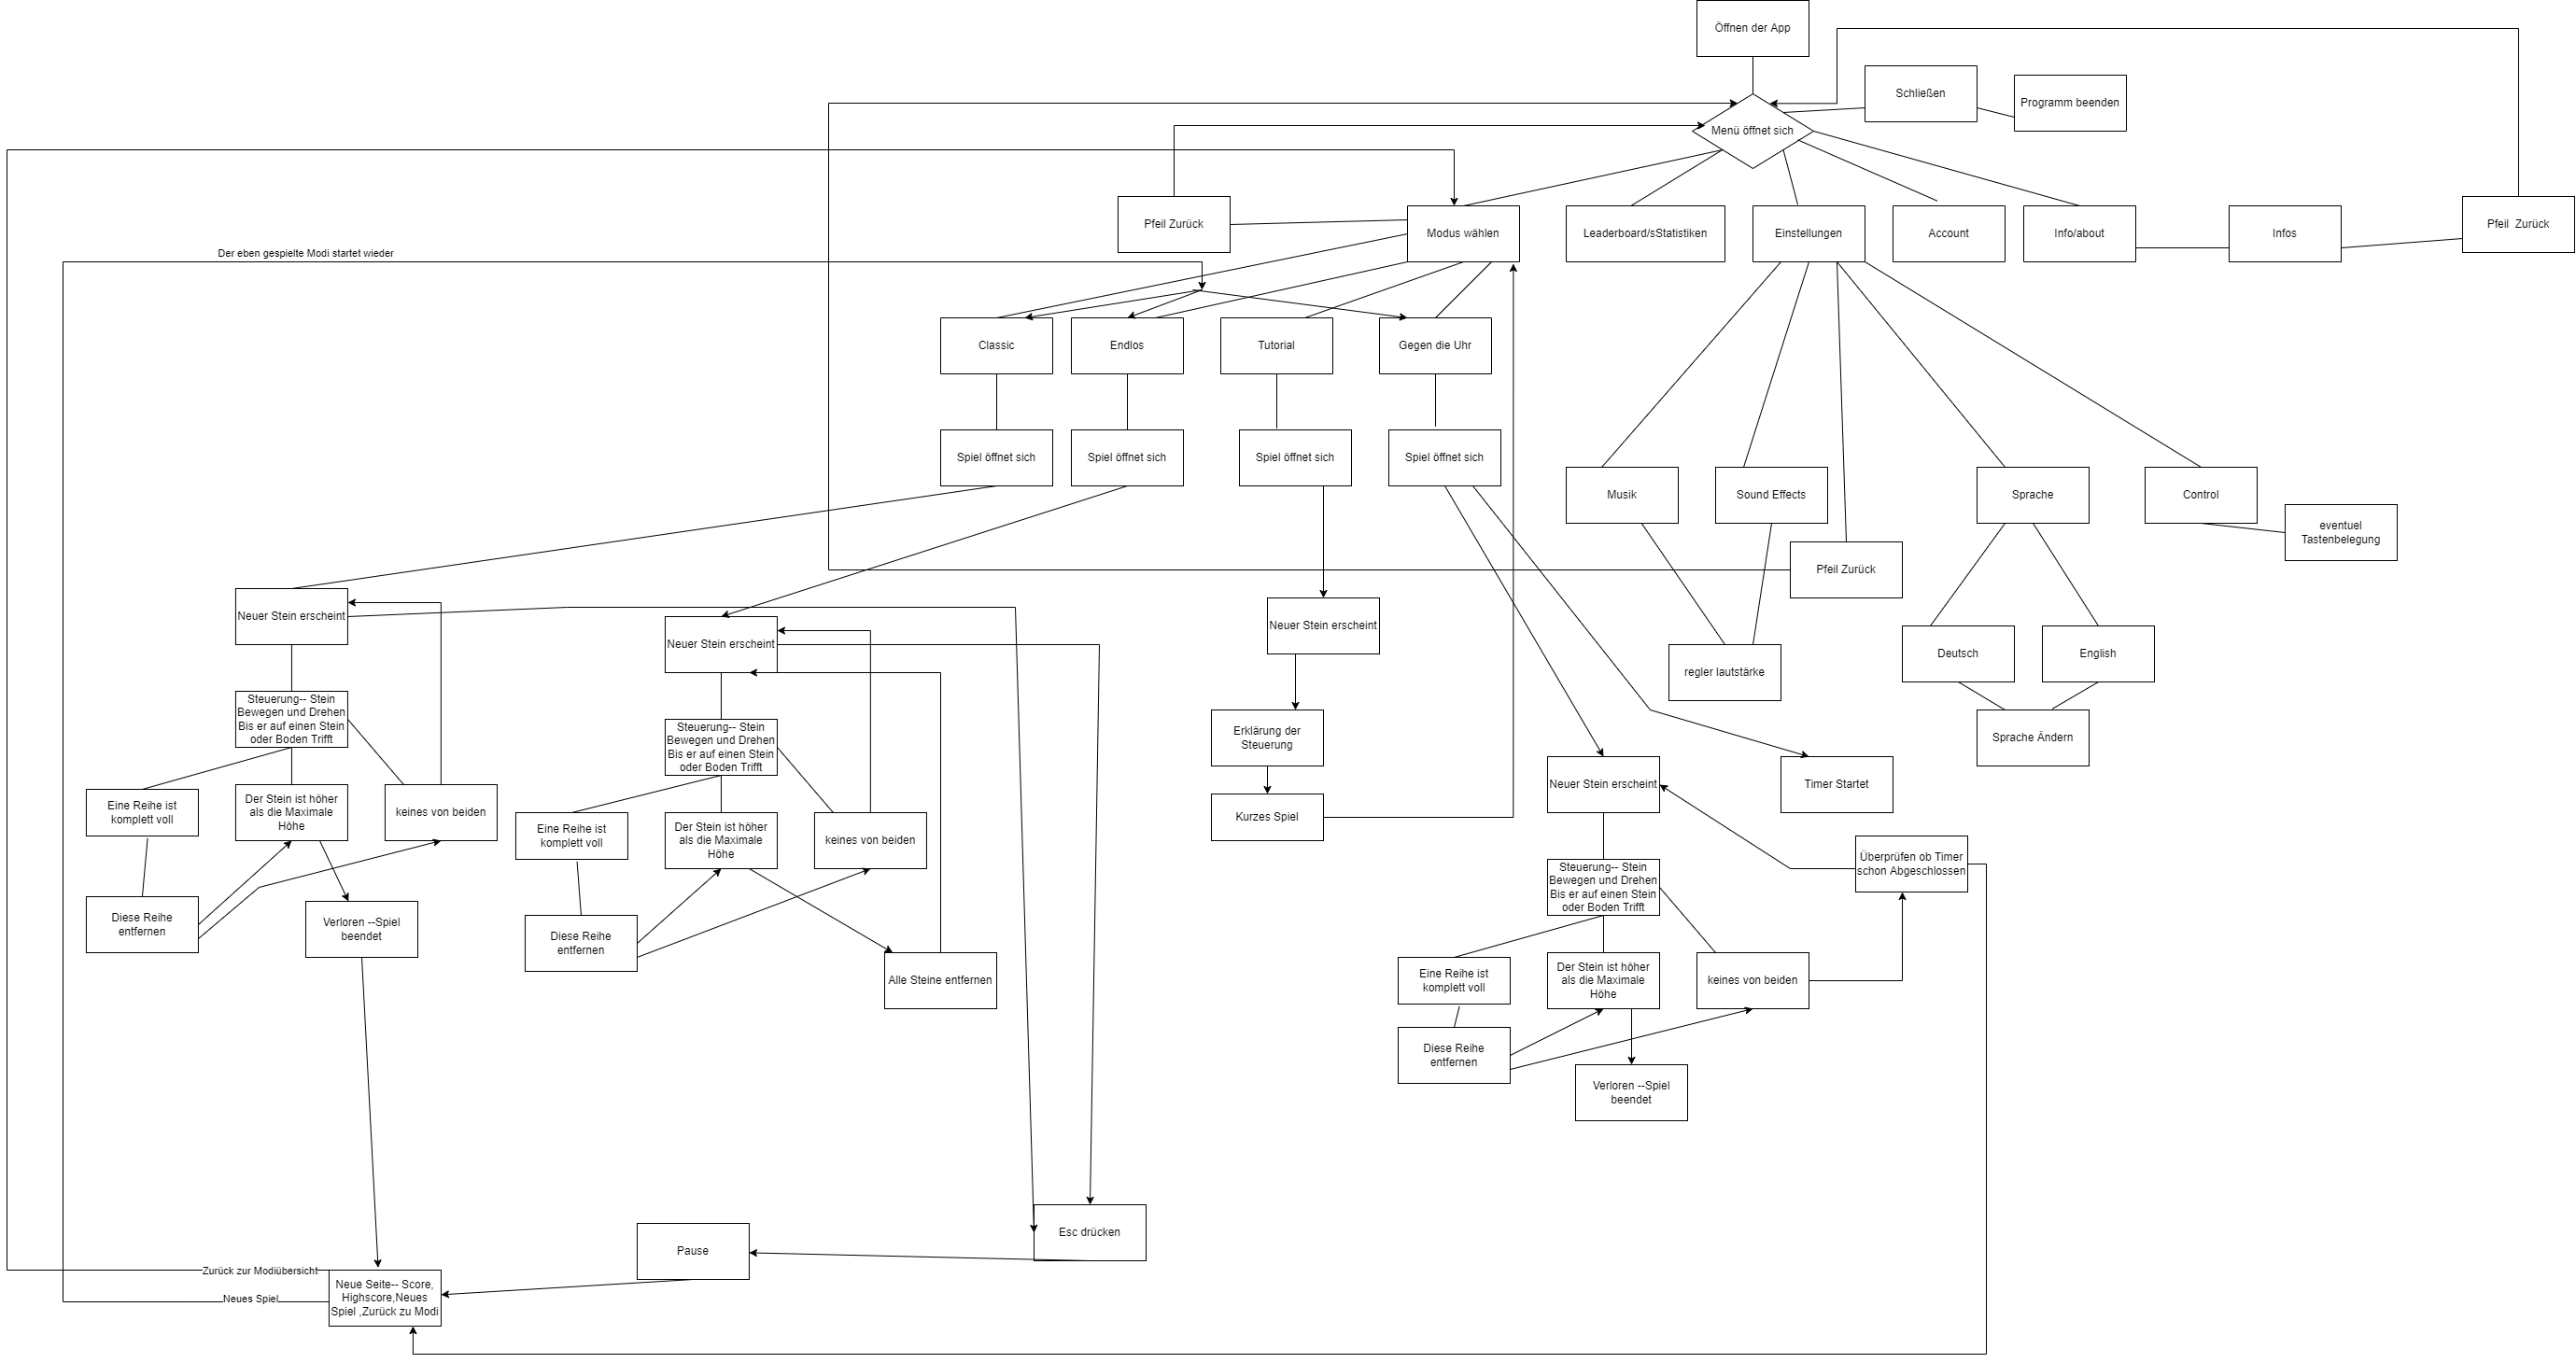 Öffnen der App
Schließen
Programm beenden
Menü öffnet sich
Pfeil Zurück
Modus wählen
Leaderboard/sStatistiken
Einstellungen
Account
Info/about
Infos
Pfeil Zurück
Der eben gespielte Modi startet wieder
Classic
Endlos
Tutorial
Gegen die Uhr
Spiel öffnet sich
Spiel öffnet sich
Spiel öffnet sich
Spiel öffnet sich
Musik
Sound Effects
Sprache
Control
eventuel
Tastenbelegung
Pfeil Zurück
Neuer Stein erscheint
Neuer Stein erscheint
Neuer Stein erscheint
regler lautstärke
Deutsch
English
Steuerung-- Stein
Bewegen und Drehen
Bis er auf einen Stein
oder Boden Trifft
Steuerung-- Stein
Bewegen und Drehen
Bis er auf einen Stein
oder Boden Trifft
Erklärung der
Steuerung
Sprache Ändern
Neuer Stein erscheint
Timer Startet
Eine Reihe ist
komplett voll
Der Stein ist höher
als die Maximale
Höhe
keines von beiden
Eine Reihe ist
komplett voll
Der Stein ist höher
als die Maximale
Höhe
keines von beiden
Kurzes Spiel
Überprüfen ob Timer
schon Abgeschlossen
Steuerung-- Stein
Bewegen und Drehen
Bis er auf einen Stein
oder Boden Trifft
Diese Reihe
entfernen
Verloren --Spiel
beendet
Diese Reihe
entfernen
Alle Steine entfernen
Eine Reihe ist
komplett voll
Der Stein ist höher
als die Maximale
Höhe
keines von beiden
Diese Reihe
entfernen
Verloren --Spiel
beendet
Esc drücken
Pause
Zurück zur Modiübersicht
Neues Spiel
Neue Seite-- Score,
Highscore,Neues
Spiel ,Zurück zu Modi